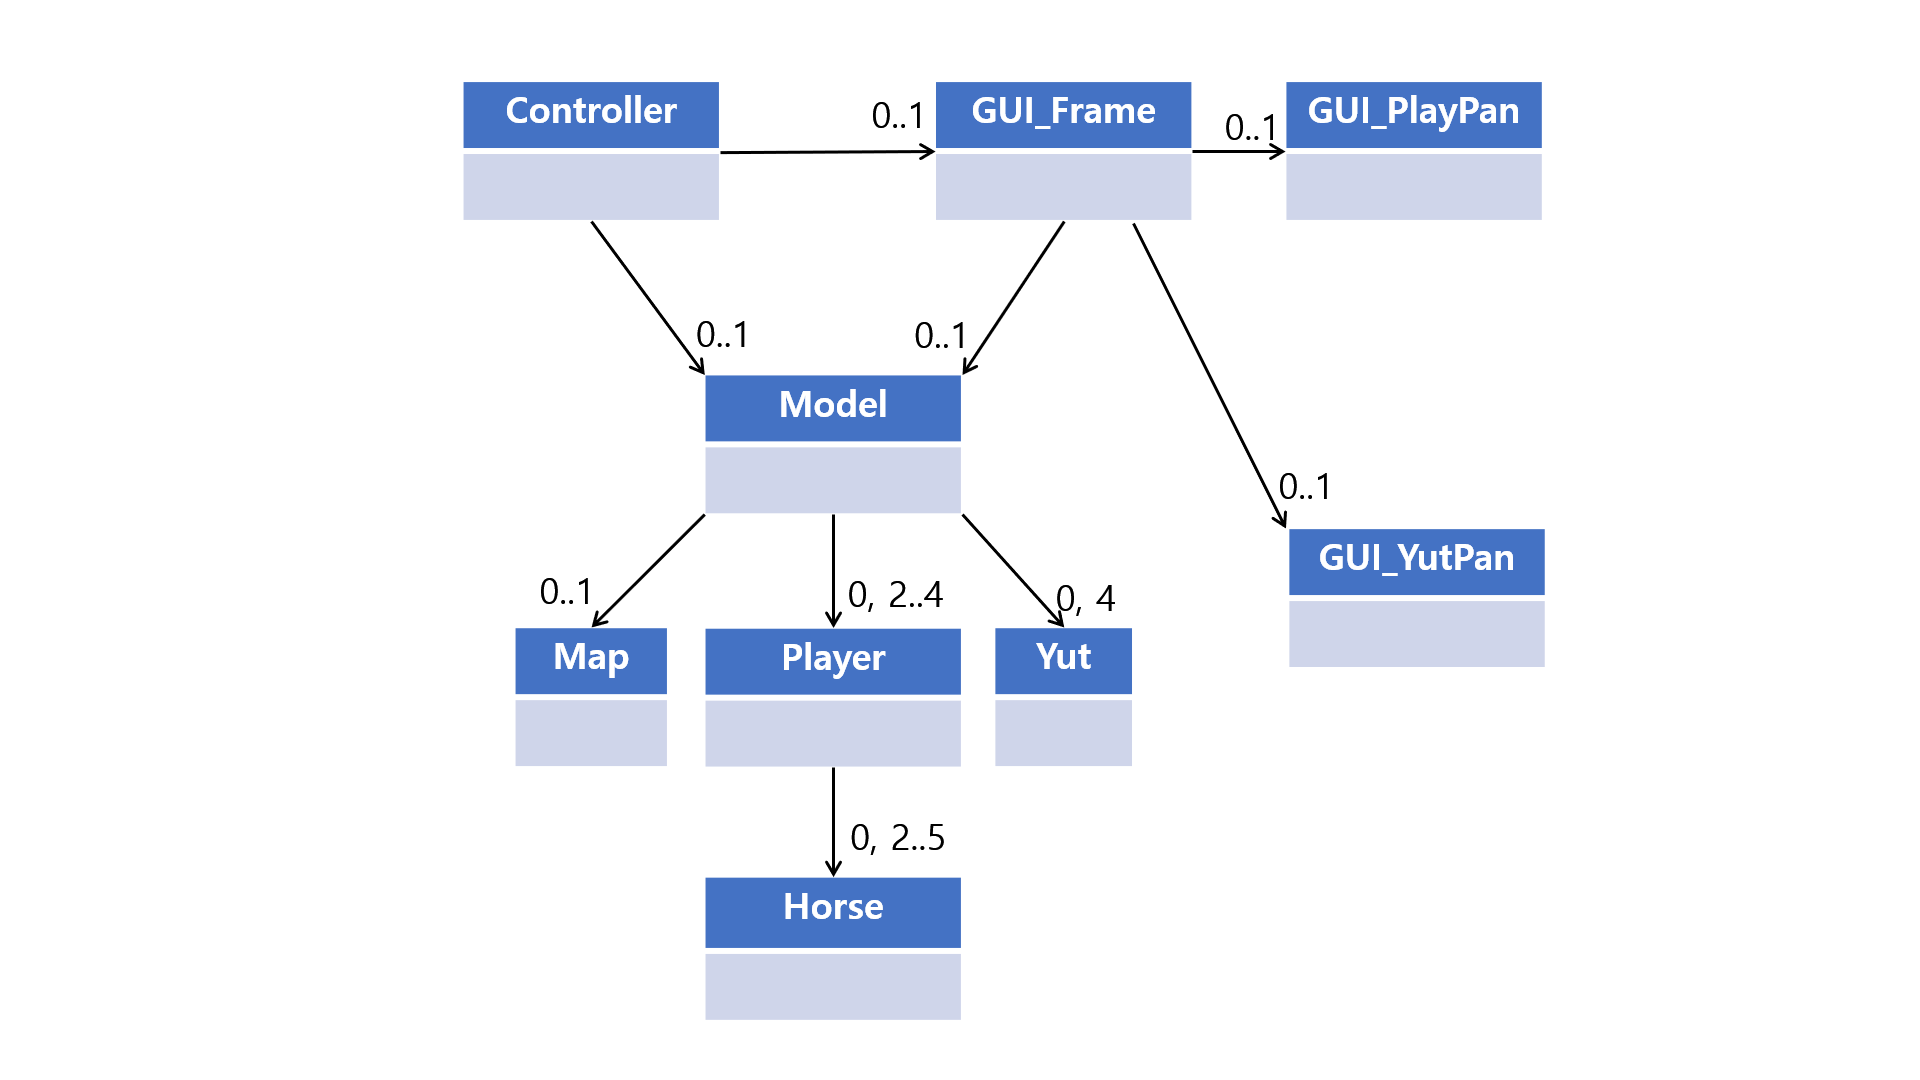 Controller
0..1
GUI_Frame
0..1
GUI_PlayPan
0..1
0..1
Model
0..1
GUI_YutPan
0..1
0, 2..4
0, 4
Map
Player
Yut
0, 2..5
Horse